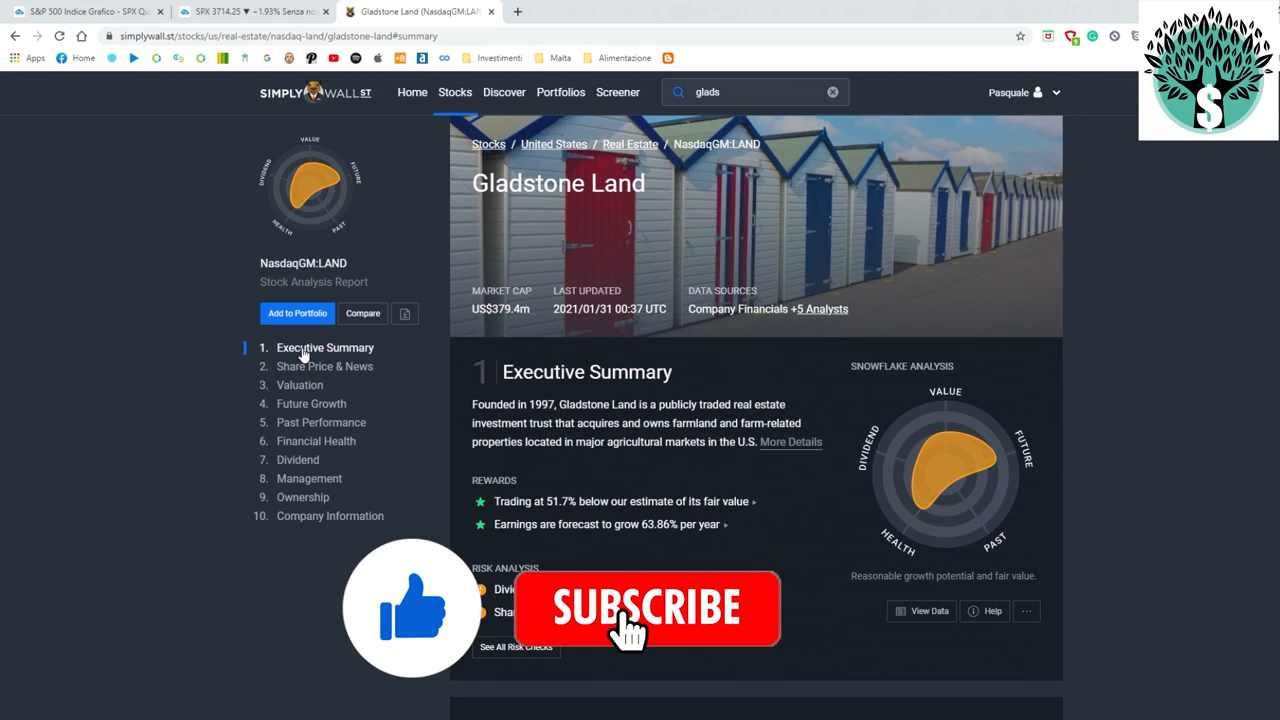 S&P 500 Indice Grafico - SPX Qu
SPX 3714.25 ▼ −1.93% Senza no
Gladstone Land (NasdaqGM:LAN
simplywall.st/stocks/us/real-estate/nasdaq-land/gladstone-land#summary
Apps
Home
Investimenti
Malta
Alimentazione
SIMPLY WALL ST
Home
Stocks
Discover
Portfolios
Screener
glads
Pasquale
$
VALUE
FUTURE
PAST
HEALTH
DIVIDEND
NasdaqGM:LAND
Stock Analysis Report
Add to Portfolio
Compare
1. Executive Summary
2. Share Price & News
3. Valuation
4. Future Growth
5. Past Performance
6. Financial Health
7. Dividend
8. Management
9. Ownership
10. Company Information
Stocks / United States / Real Estate / NasdaqGM:LAND
Gladstone Land
MARKET CAP
US$379.4m
LAST UPDATED
2021/01/31 00:37 UTC
DATA SOURCES
Company Financials +5 Analysts
1 Executive Summary
Founded in 1997, Gladstone Land is a publicly traded real estate
investment trust that acquires and owns farmland and farm-related
properties located in major agricultural markets in the U.S. More Details
REWARDS
Trading at 51.7% below our estimate of its fair value
Earnings are forecast to grow 63.86% per year
RISK ANALYSIS
Divi
Shar
See All Risk Checks
SUBSCRIBE
SNOWFLAKE ANALYSIS
VALUE
FUTURE
PAST
HEALTH
DIVIDEND
Reasonable growth potential and fair value.
View Data
Help